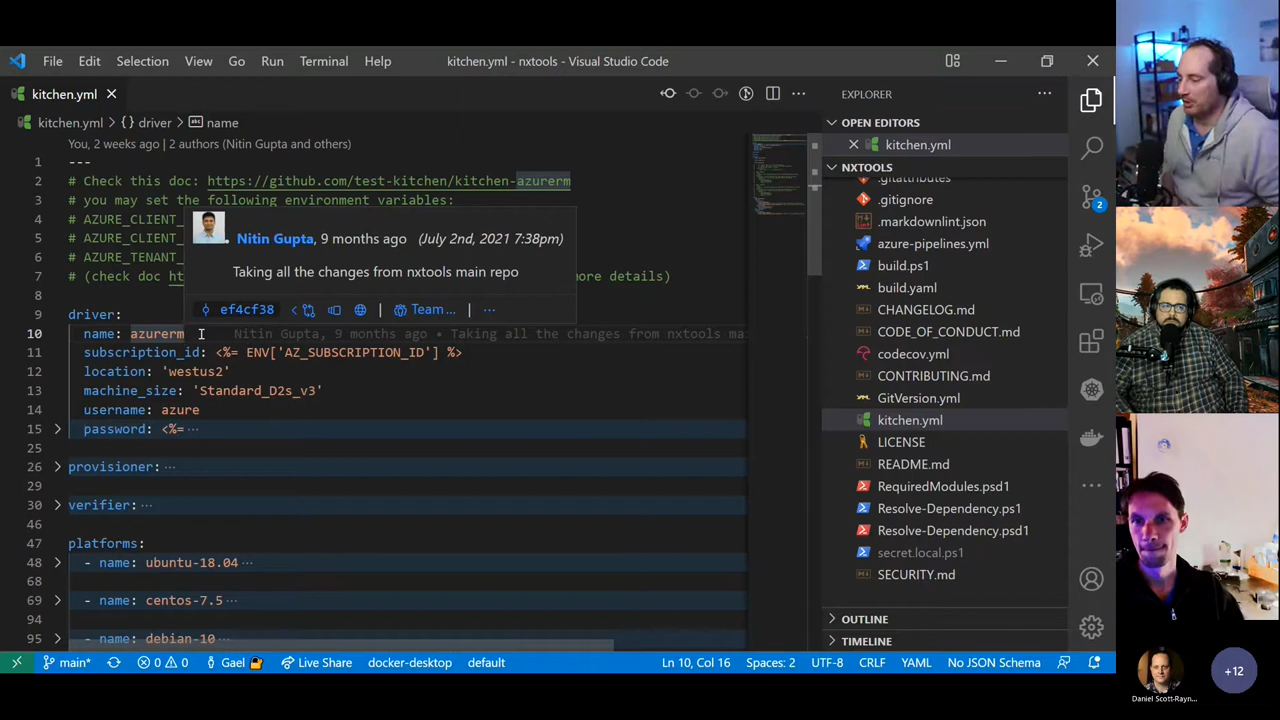 File Edit Selection View Go Run Terminal Help
kitchen.yml - nxtools - Visual Studio Code
kitchen.yml
kitchen.yml > {} driver > abc name
You, 2 weeks ago | 2 authors (Nitin Gupta and others)
1 ---
2 # Check this doc: https://github.com/test-kitchen/kitchen-azurerm
3 # you may set the following environment variables:
4 # AZURE_CLIENT_
5 # AZURE_CLIENT_
6 # AZURE_TENANT_
7 # (check doc ht more details)
Nitin Gupta, 9 months ago (July 2nd, 2021 7:38pm)
Taking all the changes from nxtools main repo
ef4cf38 | Team... | ...
8
9 driver:
10 name: azurerm Nitin Gupta, 9 months ago • Taking all the changes from nxtools mai
11 subscription_id: <%= ENV['AZ_SUBSCRIPTION_ID'] %>
12 location: 'westus2'
13 machine_size: 'Standard_D2s_v3'
14 username: azure
15 password: <%= ...
25
26 provisioner: ...
29
30 verifier: ...
46
47 platforms:
48 - name: ubuntu-18.04 ...
68
69 - name: centos-7.5 ...
94
95 - name: debian-10 ...
EXPLORER
OPEN EDITORS
kitchen.yml
NXTOOLS
.gitattributes
.gitignore
.markdownlint.json
azure-pipelines.yml
build.ps1
build.yaml
CHANGELOG.md
CODE_OF_CONDUCT.md
codecov.yml
CONTRIBUTING.md
GitVersion.yml
kitchen.yml
LICENSE
README.md
RequiredModules.psd1
Resolve-Dependency.ps1
Resolve-Dependency.psd1
secret.local.ps1
SECURITY.md
OUTLINE
TIMELINE
2
main* 0 0 Gael Live Share docker-desktop default
Ln 10, Col 16 Spaces: 2 UTF-8 CRLF YAML No JSON Schema
Daniel Scott-Rayn...
+12